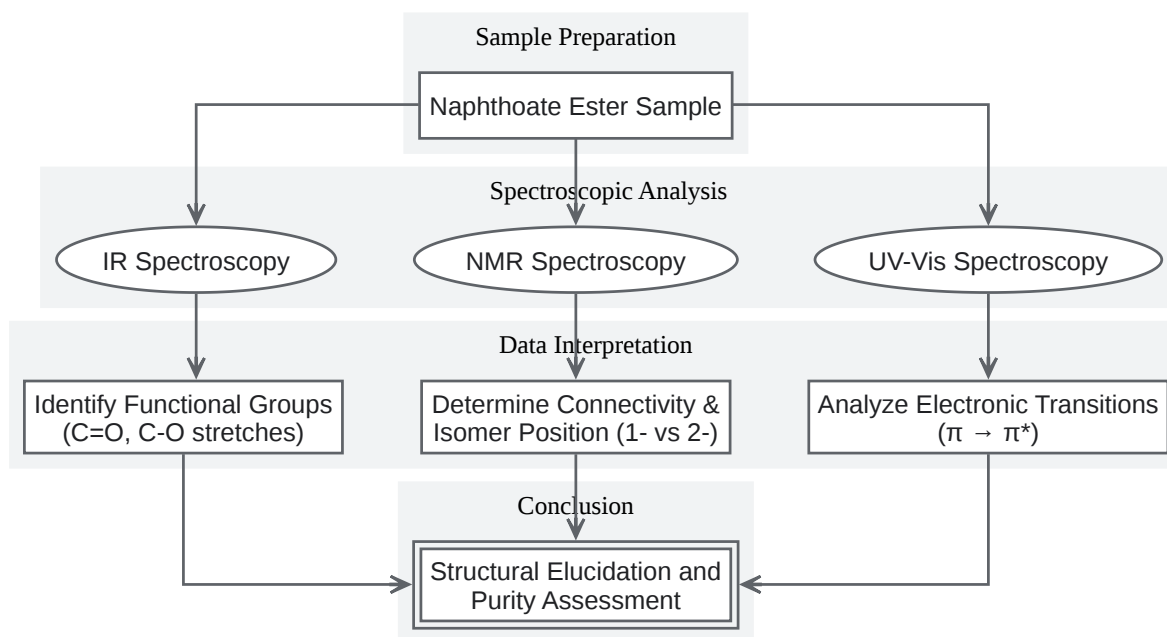 Sample Preparation
Naphthoate Ester Sample
Spectroscopic Analysis
IR Spectroscopy
NMR Spectroscopy
UV-Vis Spectroscopy
Data Interpretation
Identify Functional Groups
(C=O, C-O stretches)
Determine Connectivity &
Isomer Position (1- vs 2-)
Analyze Electronic Transitions
(π → π*)
Conclusion
Structural Elucidation and
Purity Assessment